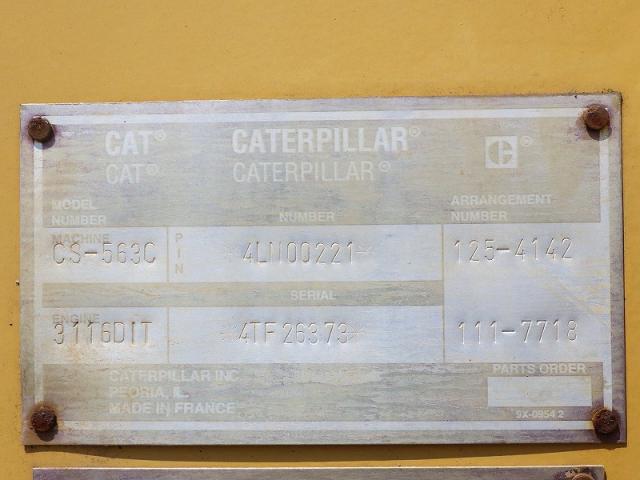 CAT® CATERPILLAR®
CAT® CATERPILLAR®
MODEL NUMBER NUMBER ARRANGEMENT NUMBER
MACHINE CS-563C PIN *4LN00221* 125-4142
SERIAL
ENGINE 3116DIT *4TF26373* 111-7718
CATERPILLAR INC. PARTS ORDER
PEORIA, IL.
MADE IN FRANCE 9X-0954 2